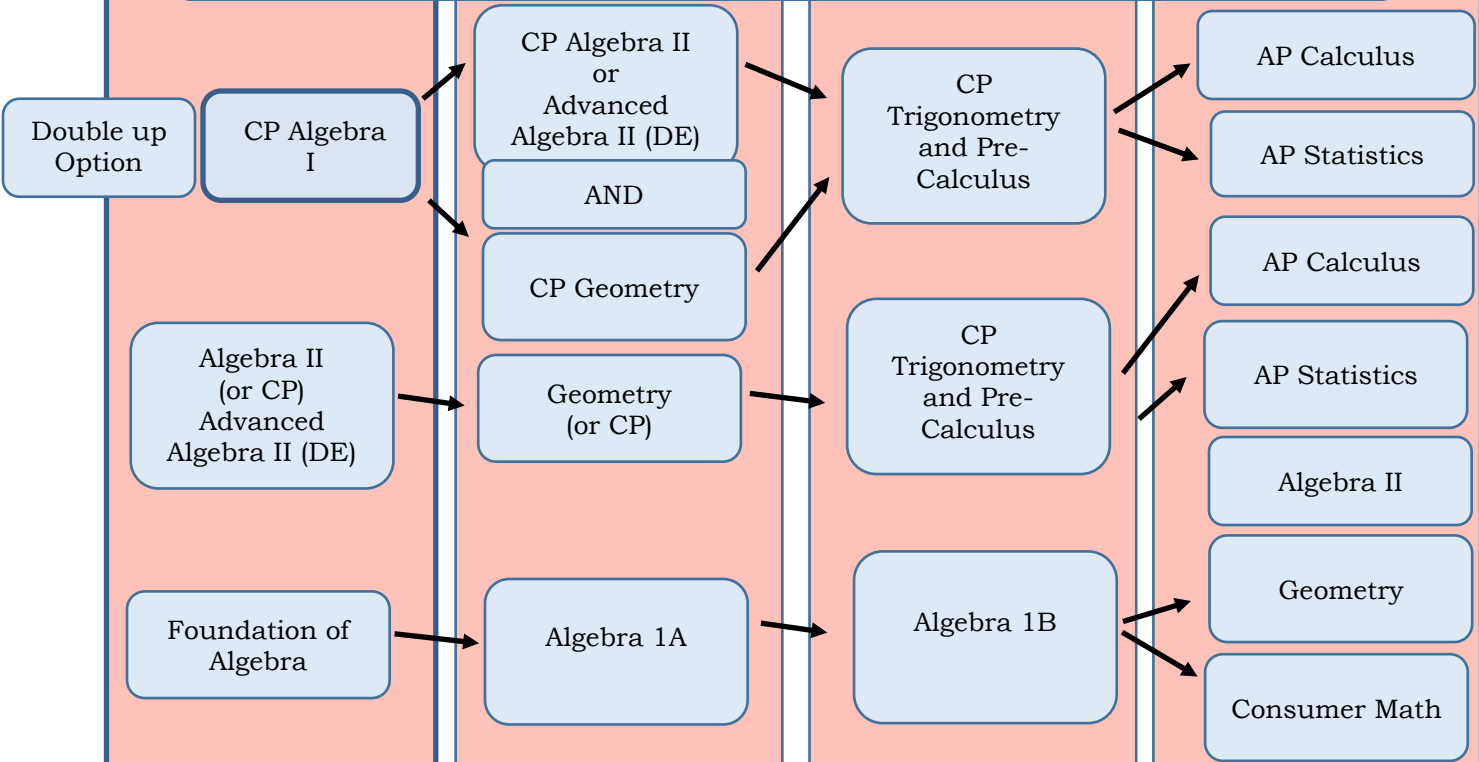 Double up
Option
CP Algebra
I
CP Algebra II
or
Advanced
Algebra II (DE)
AND
CP Geometry
CP
Trigonometry
and Pre-
Calculus
AP Calculus
AP Statistics
Algebra II
(or CP)
Advanced
Algebra II (DE)
Geometry
(or CP)
CP
Trigonometry
and Pre-
Calculus
AP Calculus
AP Statistics
Algebra II
Foundation of
Algebra
Algebra 1A
Algebra 1B
Geometry
Consumer Math